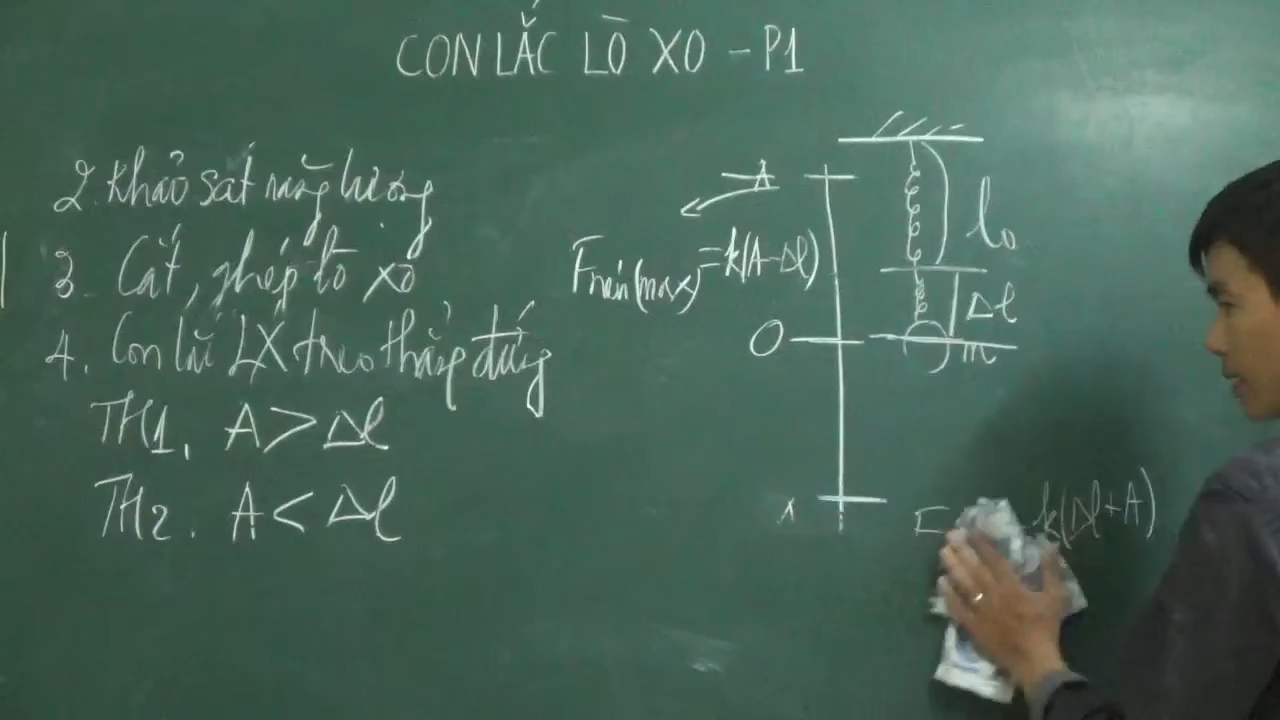 CON LẮC LÒ XO - P1
2. Khảo sát năng lượng
3. Cắt, ghép lò xo
4. Con lắc LX treo thẳng đứng
TH1. A > Δl
TH2. A < Δl
-A
Fnén(max) = k(A-Δl)
O
l₀
Δl
m
k(Δl+A)